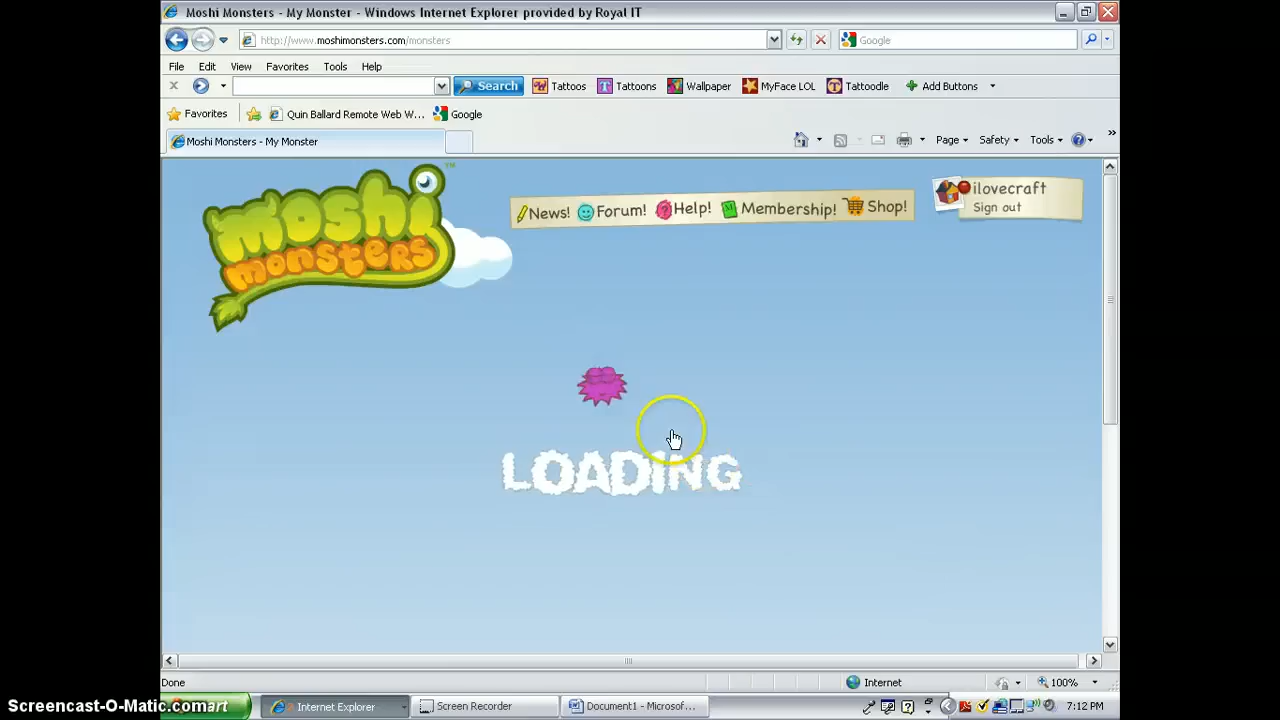 Moshi Monsters - My Monster - Windows Internet Explorer provided by Royal IT
http://www.moshimonsters.com/monsters
Google
File Edit View Favorites Tools Help
Search Tattoos Tattoons Wallpaper MyFace LOL Tattoodle Add Buttons
Favorites Quin Ballard Remote Web W... Google
Moshi Monsters - My Monster
Page Safety Tools
moshi monsters TM
News! Forum! Help! Membership! Shop!
ilovecraft
Sign out
LOADING
Done Internet 100%
Screencast-O-Matic.com
art Internet Explorer Screen Recorder Document1 - Microsof... 7:12 PM